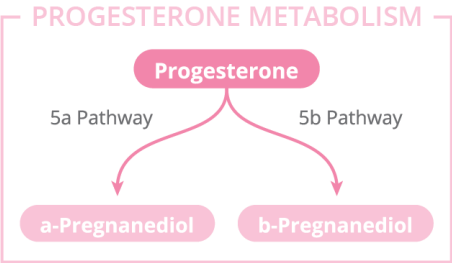 PROGESTERONE METABOLISM
Progesterone
5a Pathway
5b Pathway
a-Pregnanediol
b-Pregnanediol